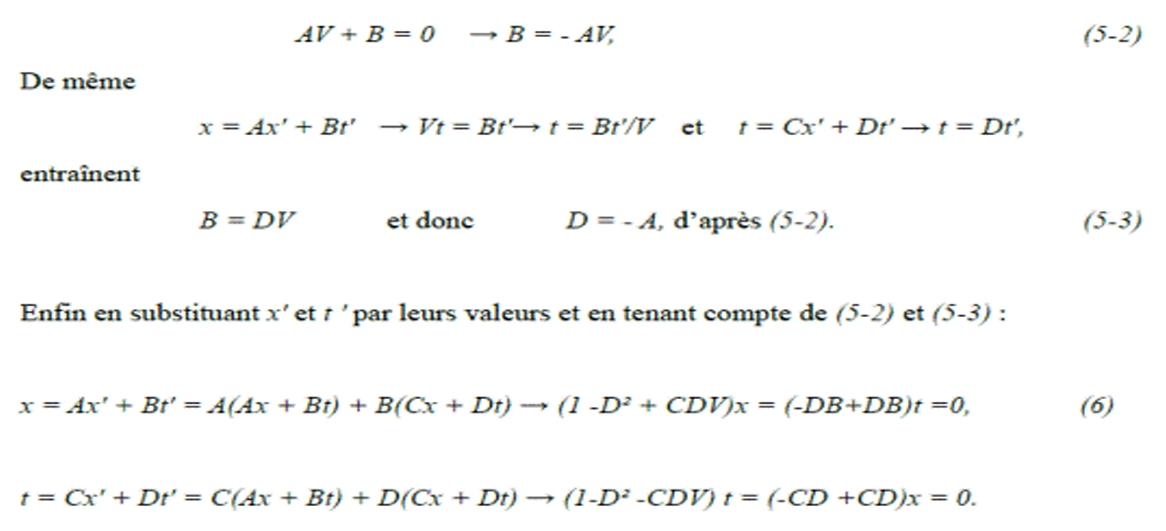 AV + B = 0 → B = - AV, (5-2)
De même
x = Ax' + Bt' → Vt = Bt'→ t = Bt'/V et t = Cx' + Dt' → t = Dt',
entraînent
B = DV et donc D = - A, d'après (5-2). (5-3)
Enfin en substituant x' et t ' par leurs valeurs et en tenant compte de (5-2) et (5-3) :
x = Ax' + Bt' = A(Ax + Bt) + B(Cx + Dt) → (1 -D² + CDV)x = (-DB+DB)t =0, (6)
t = Cx' + Dt' = C(Ax + Bt) + D(Cx + Dt) → (1-D² -CDV) t = (-CD +CD)x = 0.